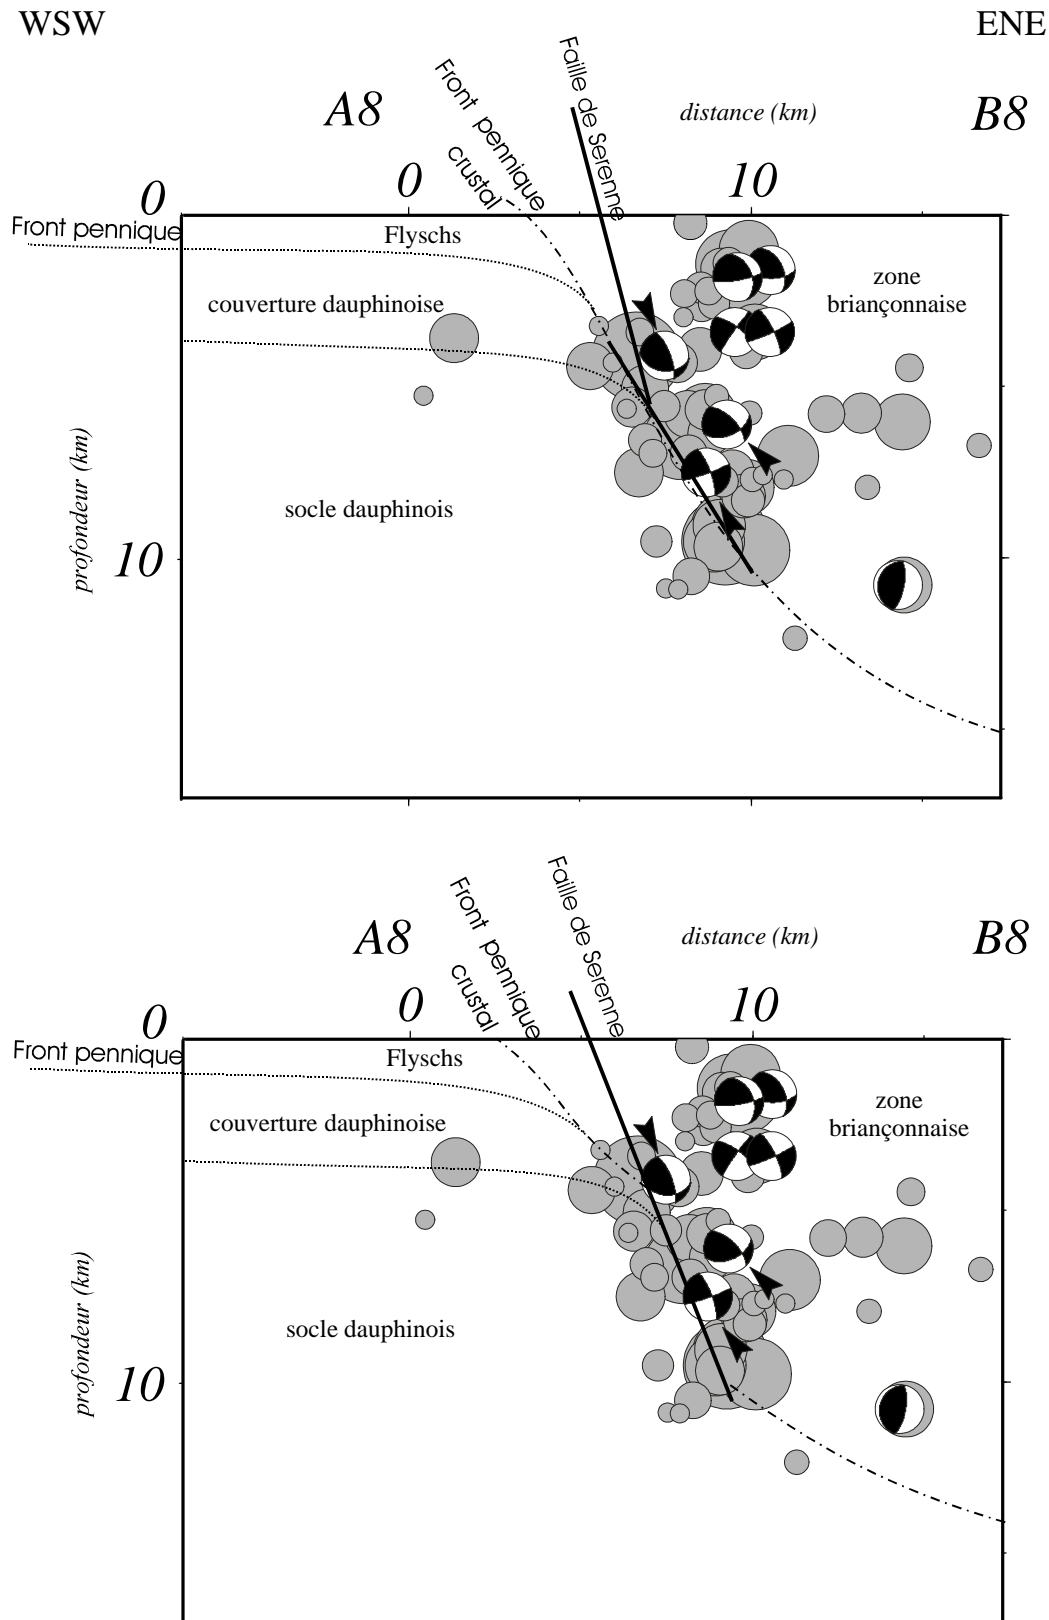 WSW
ENE
Faille de Serenne
Front pennique
crustal
A8
distance (km)
B8
0
0
10
Front pennique
Flyschs
zone
briançonnaise
couverture dauphinoise
profondeur (km)
socle dauphinois
10
Faille de Serenne
Front pennique
crustal
A8
distance (km)
B8
0
0
10
Front pennique
Flyschs
zone
briançonnaise
couverture dauphinoise
profondeur (km)
socle dauphinois
10